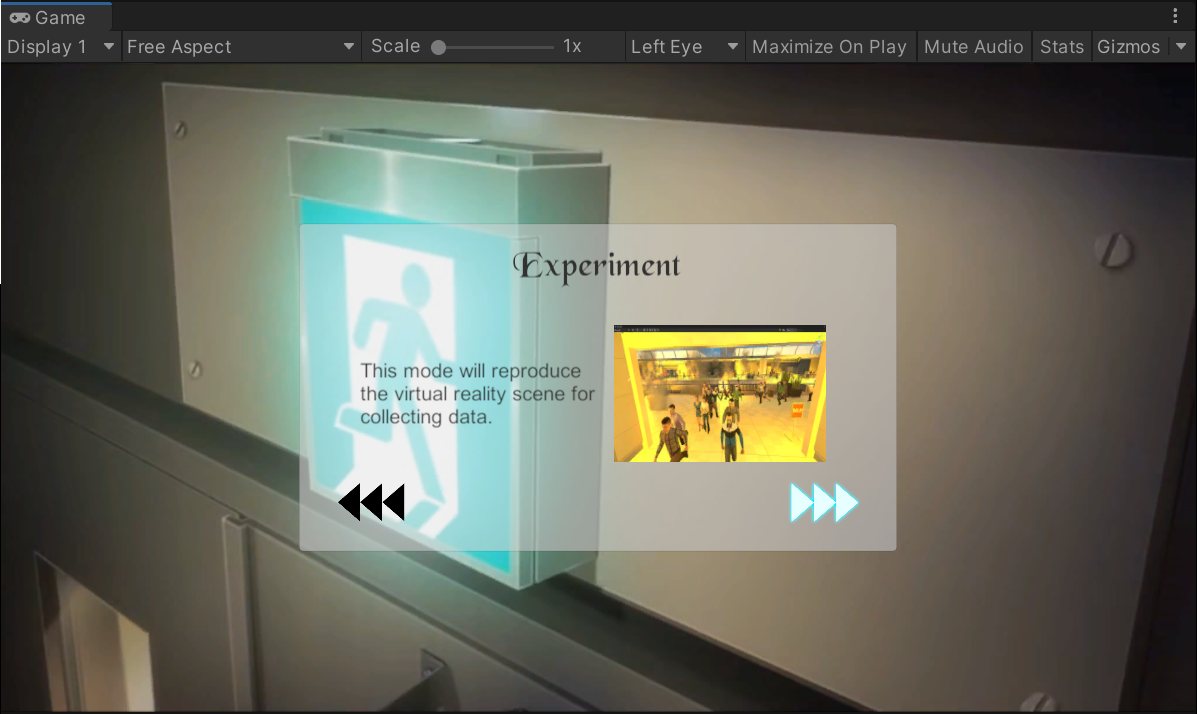 Game
Display 1 Free Aspect Scale 1x Left Eye Maximize On Play Mute Audio Stats Gizmos
Experiment
This mode will reproduce
the virtual reality scene for
collecting data.